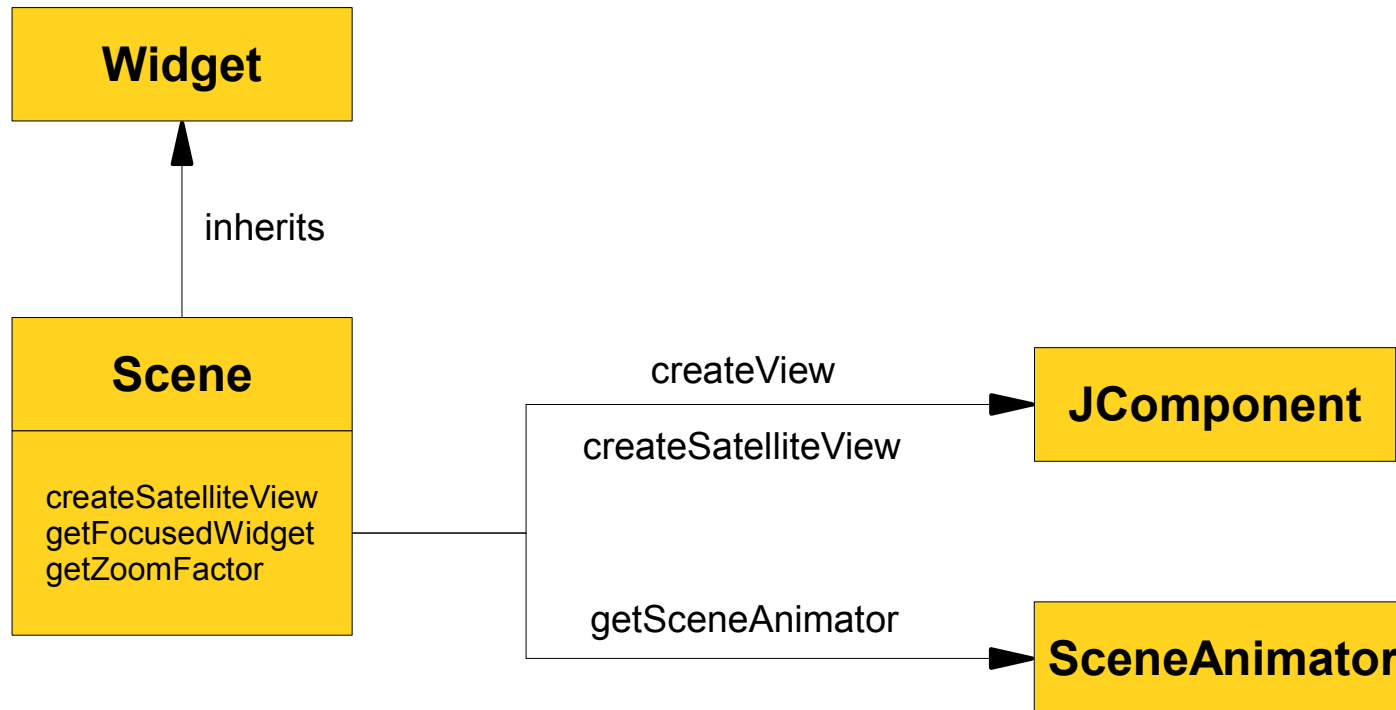 Widget
inherits
Scene
createSatelliteView
getFocusedWidget
getZoomFactor
createView
createSatelliteView
JComponent
getSceneAnimator
SceneAnimator